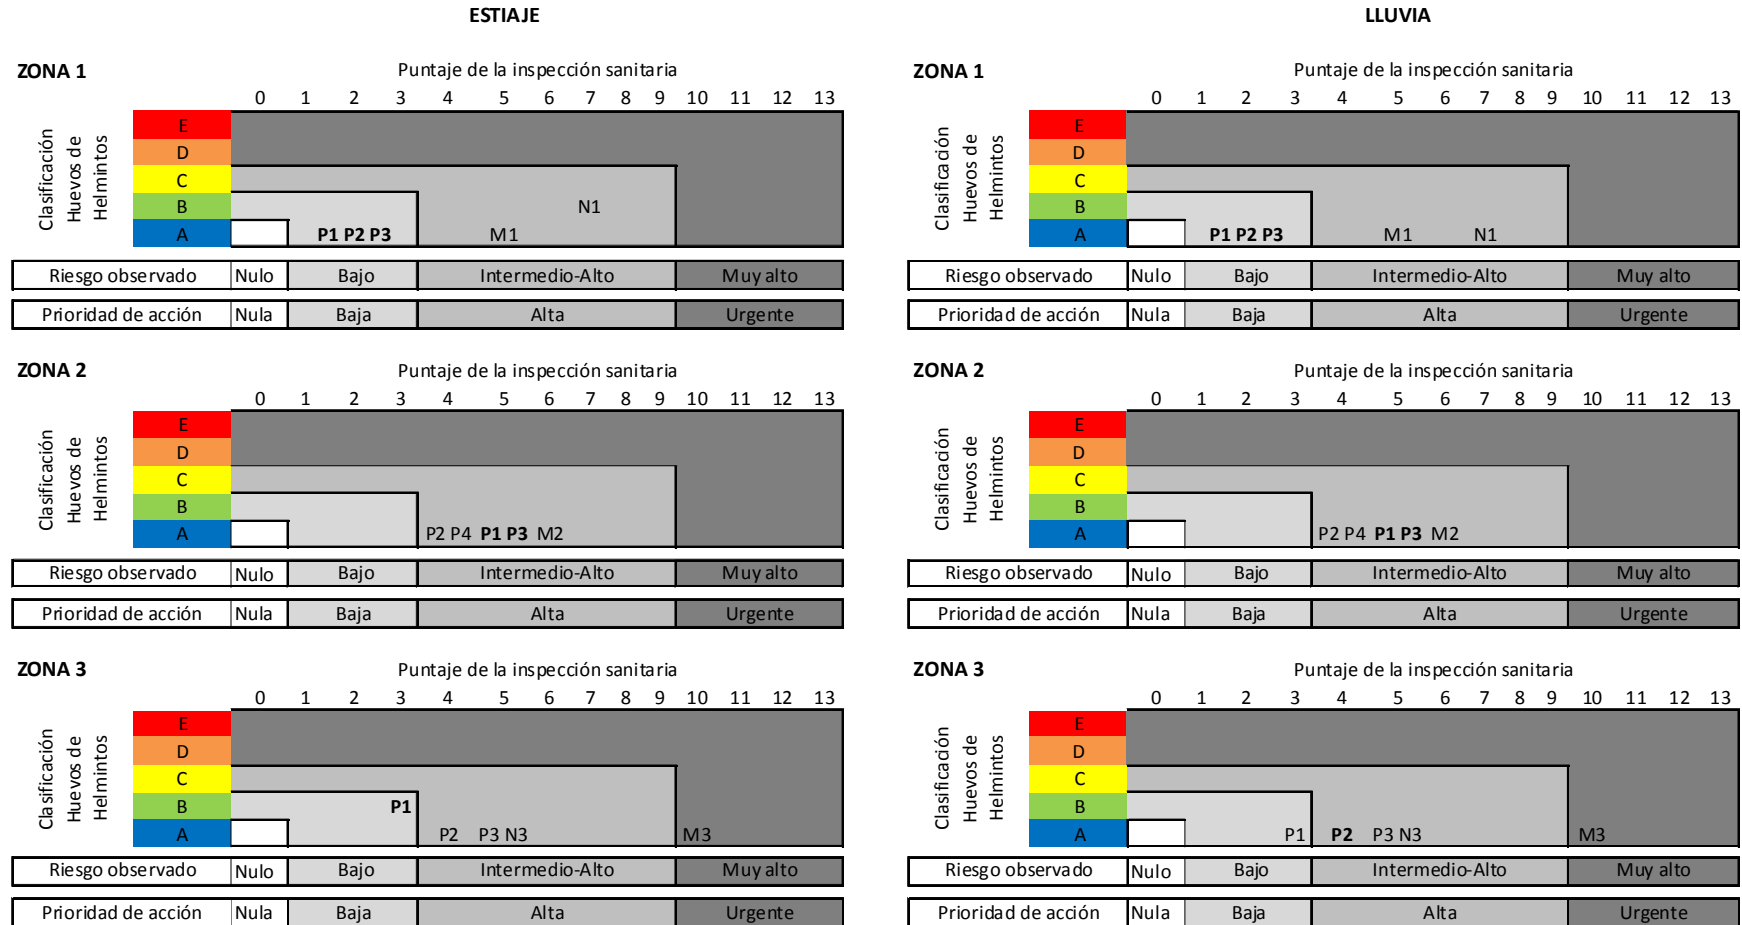 ESTIAJE LLUVIA
ZONA 1 Puntaje de la inspección sanitaria
0 1 2 3 4 5 6 7 8 9 10 11 12 13
Clasificación
Huevos de
Helmintos
E
D
C
B N1
A P1 P2 P3 M1
Riesgo observado Nulo Bajo Intermedio-Alto Muy alto
Prioridad de acción Nula Baja Alta Urgente
ZONA 1 Puntaje de la inspección sanitaria
0 1 2 3 4 5 6 7 8 9 10 11 12 13
Clasificación
Huevos de
Helmintos
E
D
C
B
A P1 P2 P3 M1 N1
Riesgo observado Nulo Bajo Intermedio-Alto Muy alto
Prioridad de acción Nula Baja Alta Urgente
ZONA 2 Puntaje de la inspección sanitaria
0 1 2 3 4 5 6 7 8 9 10 11 12 13
Clasificación
Huevos de
Helmintos
E
D
C
B
A P2 P4 P1 P3 M2
Riesgo observado Nulo Bajo Intermedio-Alto Muy alto
Prioridad de acción Nula Baja Alta Urgente
ZONA 2 Puntaje de la inspección sanitaria
0 1 2 3 4 5 6 7 8 9 10 11 12 13
Clasificación
Huevos de
Helmintos
E
D
C
B
A P2 P4 P1 P3 M2
Riesgo observado Nulo Bajo Intermedio-Alto Muy alto
Prioridad de acción Nula Baja Alta Urgente
ZONA 3 Puntaje de la inspección sanitaria
0 1 2 3 4 5 6 7 8 9 10 11 12 13
Clasificación
Huevos de
Helmintos
E
D
C
B P1
A P2 P3 N3 M3
Riesgo observado Nulo Bajo Intermedio-Alto Muy alto
Prioridad de acción Nula Baja Alta Urgente
ZONA 3 Puntaje de la inspección sanitaria
0 1 2 3 4 5 6 7 8 9 10 11 12 13
Clasificación
Huevos de
Helmintos
E
D
C
B
A P1 P2 P3 N3 M3
Riesgo observado Nulo Bajo Intermedio-Alto Muy alto
Prioridad de acción Nula Baja Alta Urgente